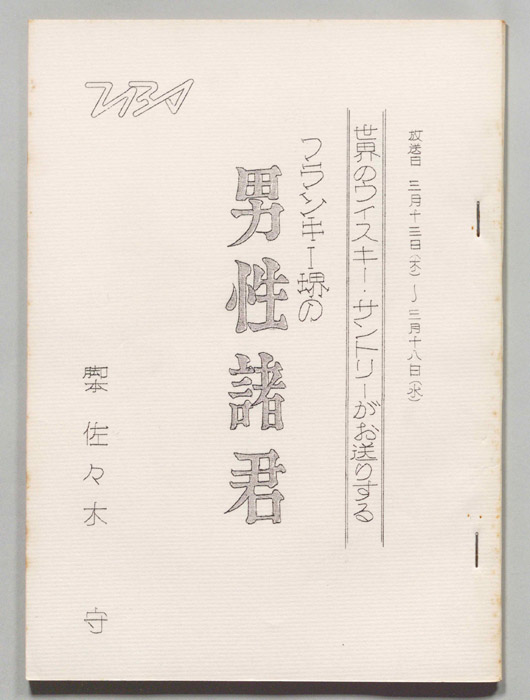 放送日 三月十三日(木)～三月十八日(火)
世界のウイスキー・サントリーがお送りする
フランキー堺の
男性諸君
脚本 佐々木 守